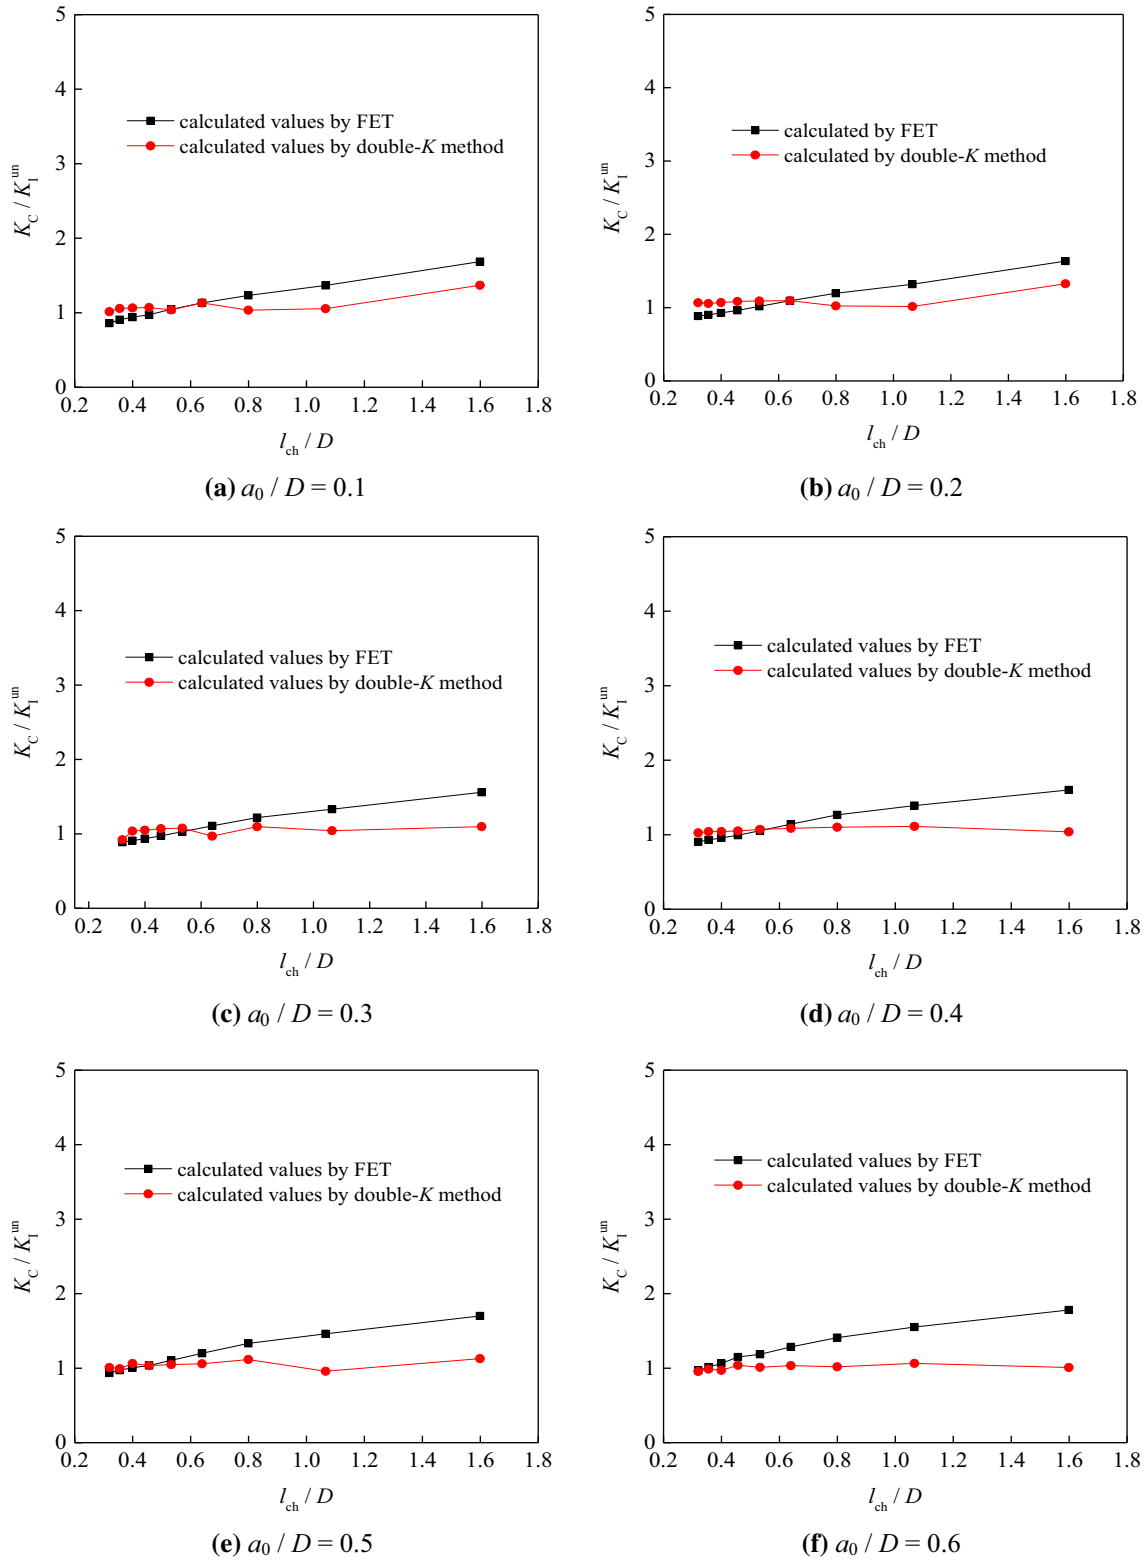 5
4
3
2
1
0
K_C / K_I^un
calculated values by FET
calculated values by double-K method
0.2 0.4 0.6 0.8 1.0 1.2 1.4 1.6 1.8
l_ch / D
(a) a0 / D = 0.1
5
4
3
2
1
0
K_C / K_I^un
calculated by FET
calculated by double-K method
0.2 0.4 0.6 0.8 1.0 1.2 1.4 1.6 1.8
l_ch / D
(b) a0 / D = 0.2
5
4
3
2
1
0
K_C / K_I^un
calculated values by FET
calculated values by double-K method
0.2 0.4 0.6 0.8 1.0 1.2 1.4 1.6 1.8
l_ch / D
(c) a0 / D = 0.3
5
4
3
2
1
0
K_C / K_I^un
calculated values by FET
calculated values by double-K method
0.2 0.4 0.6 0.8 1.0 1.2 1.4 1.6 1.8
l_ch / D
(d) a0 / D = 0.4
5
4
3
2
1
0
K_C / K_I^un
calculated values by FET
calculated values by double-K method
0.2 0.4 0.6 0.8 1.0 1.2 1.4 1.6 1.8
l_ch / D
(e) a0 / D = 0.5
5
4
3
2
1
0
K_C / K_I^un
calculated values by FET
calculated values by double-K method
0.2 0.4 0.6 0.8 1.0 1.2 1.4 1.6 1.8
l_ch / D
(f) a0 / D = 0.6